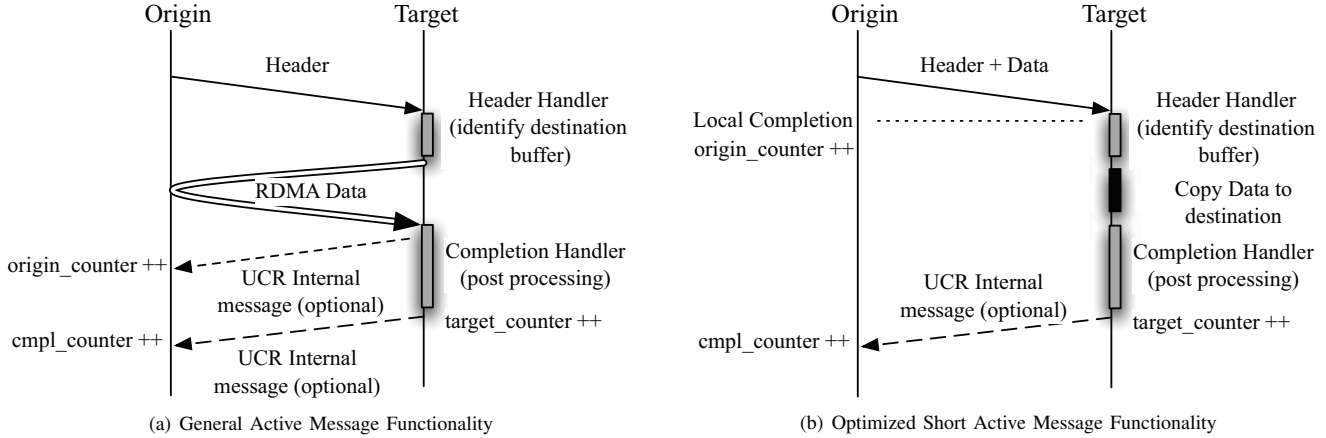 Origin
Target
Header
Header Handler
(identify destination
buffer)
RDMA Data
Completion Handler
(post processing)
origin_counter ++
UCR Internal
message (optional)
target_counter ++
cmpl_counter ++
UCR Internal
message (optional)
(a) General Active Message Functionality
Origin
Target
Header + Data
Header Handler
(identify destination
buffer)
Local Completion
origin_counter ++
Copy Data to
destination
Completion Handler
(post processing)
UCR Internal
message (optional)
target_counter ++
cmpl_counter ++
(b) Optimized Short Active Message Functionality